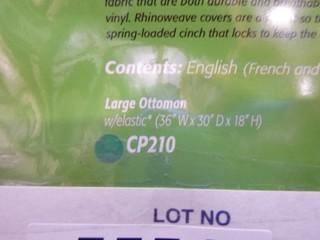 fabric that are both durable and breathable
vinyl. Rhinoweave covers are a so t
spring-loaded cinch that locks to keep the
Contents: English (French and
Large Ottoman
w/elastic* (36" W x 30" D x 18" H)
CP210
LOT NO